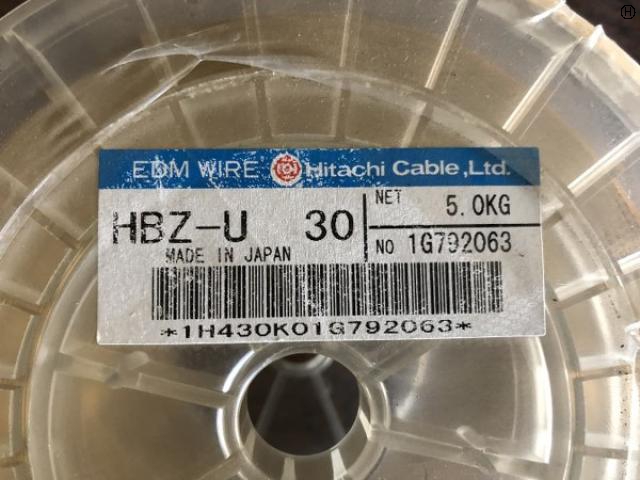 EDM WIRE Hitachi Cable,Ltd.
HBZ-U 30
NET 5.0KG
MADE IN JAPAN
NO 1G792063
*1H430K01G792063*
H